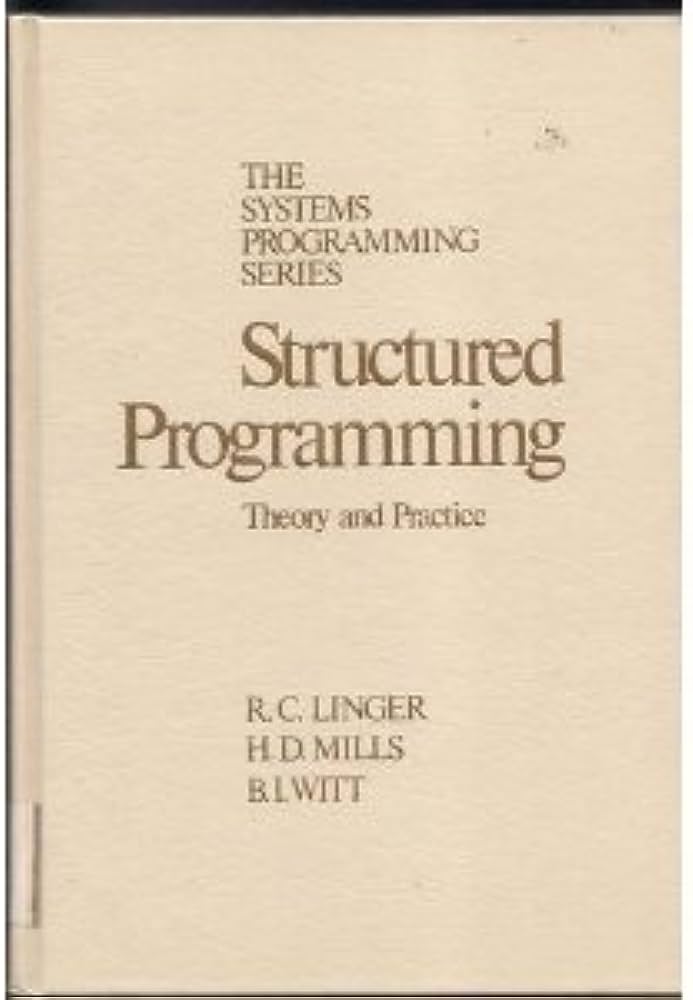 THE
SYSTEMS
PROGRAMMING
SERIES
Structured
Programming
Theory and Practice
R. C. LINGER
H. D. MILLS
B. I. WITT